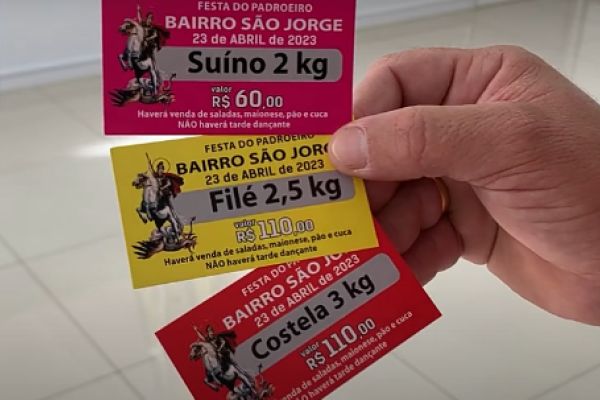 FESTA DO PADROEIRO
BAIRRO SÃO JORGE
23 DE ABRIL DE 2023
Suíno 2 kg
valor
R$ 60,00
Haverá venda de saladas, maionese, pão e cuca
NÃO haverá tarde dançante
FESTA DO PADROEIRO
BAIRRO SÃO JORGE
23 DE ABRIL DE 2023
Filé 2,5 kg
valor
R$ 110,00
Haverá venda de saladas, maionese, pão e cuca
NÃO haverá tarde dançante
FESTA DO
BAIRRO SÃO
23 DE ABRIL DE 2023
Costela 3 kg
valor
R$ 110,00
venda de saladas, maionese, pão e cuca
NÃO haverá tarde dançante